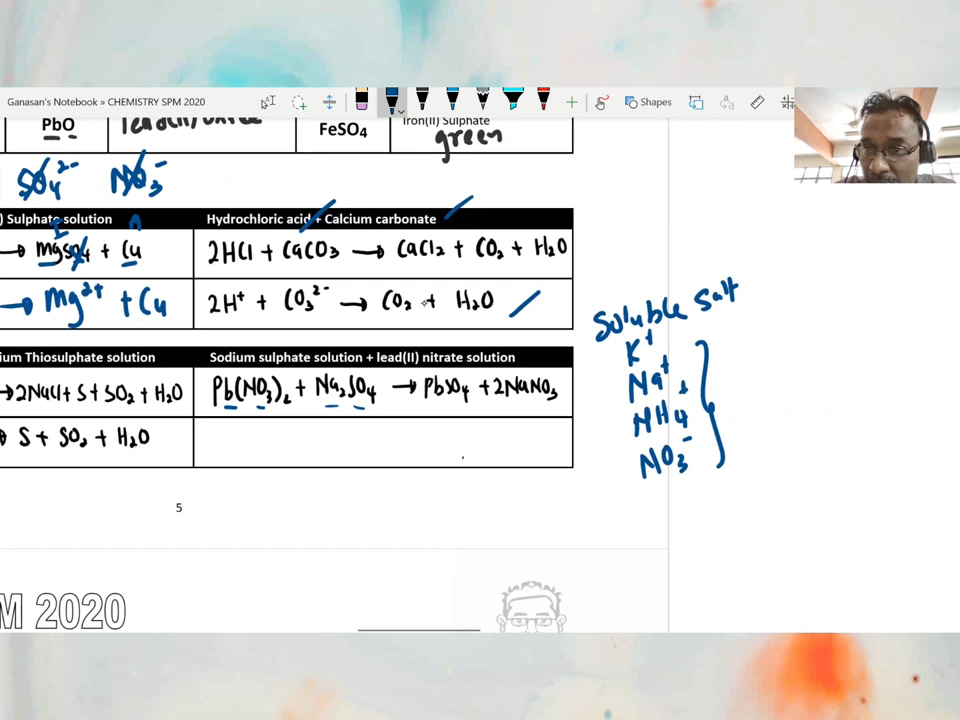 Ganasan's Notebook » CHEMISTRY SPM 2020
Shapes
PbO
FeSO4
Iron(II) Sulphate
green
SO4 2- NO3 -
) Sulphate solution
Hydrochloric acid + Calcium carbonate
→ MgSO4 + Cu
2HCl + CaCO3 → CaCl2 + CO2 + H2O
→ Mg2+ + Cu
2H+ + CO3 2- → CO2 + H2O
Soluble Salt
K+
Na+
NH4+
NO3-
ium Thiosulphate solution
Sodium sulphate solution + lead(II) nitrate solution
→ 2NaCl + S + SO2 + H2O
Pb(NO3)2 + Na2SO4 → PbSO4 + 2NaNO3
→ S + SO2 + H2O
5
M 2020